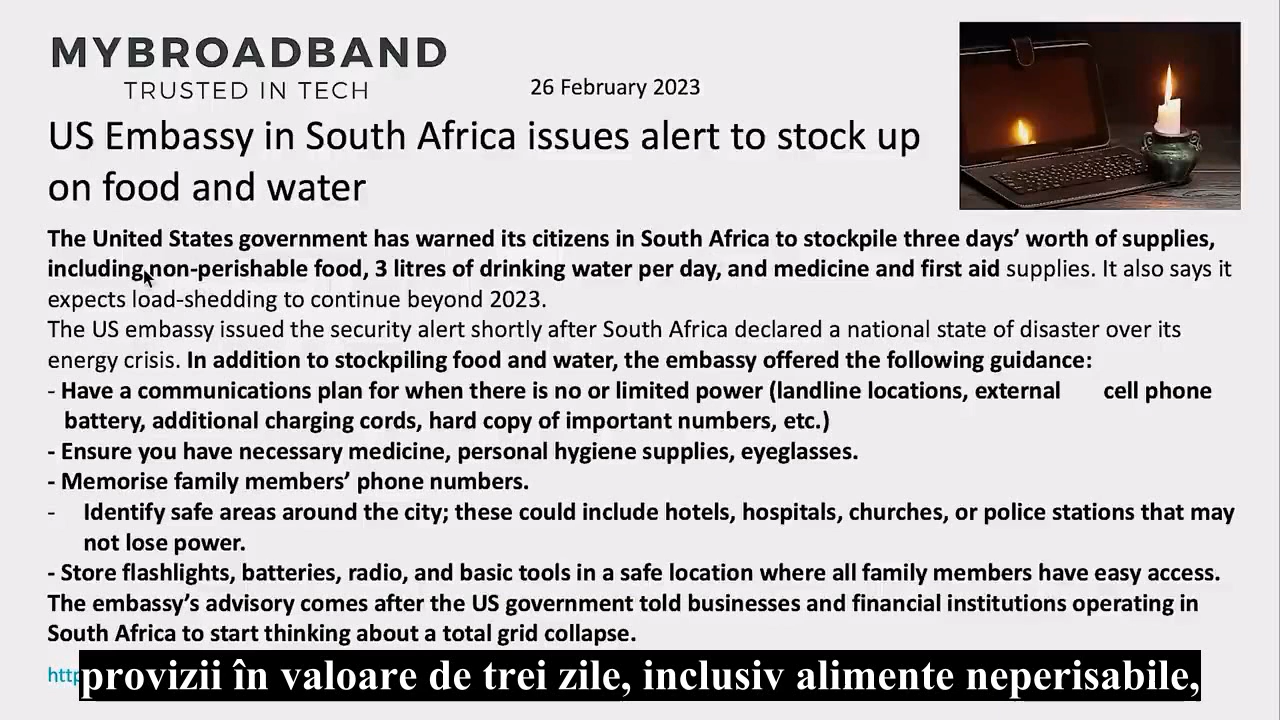 MYBROADBAND
TRUSTED IN TECH
26 February 2023
US Embassy in South Africa issues alert to stock up
on food and water
The United States government has warned its citizens in South Africa to stockpile three days’ worth of supplies,
including non-perishable food, 3 litres of drinking water per day, and medicine and first aid supplies. It also says it
expects load-shedding to continue beyond 2023.
The US embassy issued the security alert shortly after South Africa declared a national state of disaster over its
energy crisis. In addition to stockpiling food and water, the embassy offered the following guidance:
- Have a communications plan for when there is no or limited power (landline locations, external cell phone
battery, additional charging cords, hard copy of important numbers, etc.)
- Ensure you have necessary medicine, personal hygiene supplies, eyeglasses.
- Memorise family members’ phone numbers.
- Identify safe areas around the city; these could include hotels, hospitals, churches, or police stations that may
not lose power.
- Store flashlights, batteries, radio, and basic tools in a safe location where all family members have easy access.
The embassy’s advisory comes after the US government told businesses and financial institutions operating in
South Africa to start thinking about a total grid collapse.
provizii în valoare de trei zile, inclusiv alimente neperisabile,